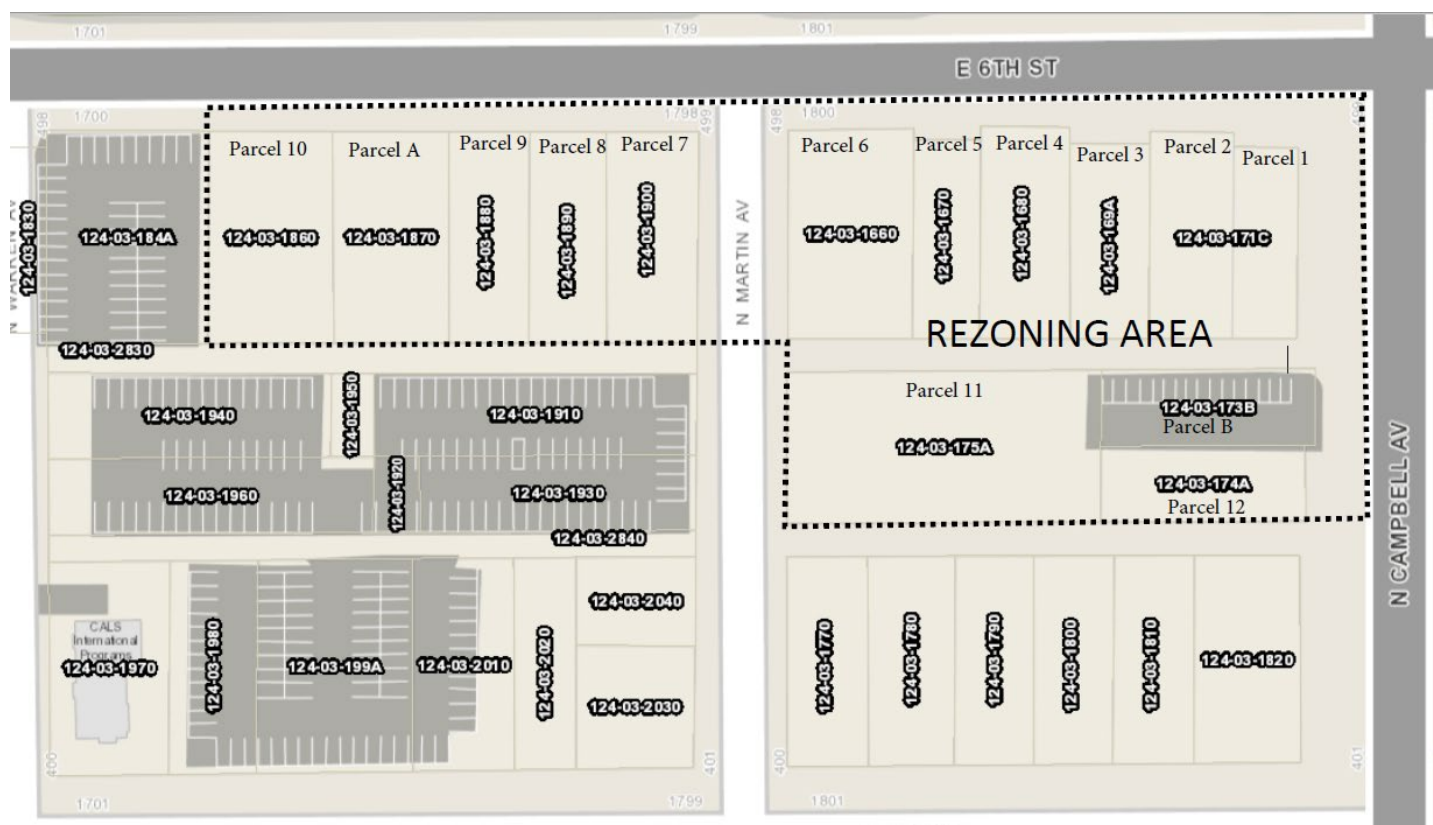 1701
1799
1801
E 6TH ST
498
1700
1798
499
498
1800
499
Parcel 10
Parcel A
Parcel 9
Parcel 8
Parcel 7
Parcel 6
Parcel 5
Parcel 4
Parcel 3
Parcel 2
Parcel 1
N WARREN AV
124-03-1830
124-03-184A
124-03-1860
124-03-1870
124-03-1880
124-03-1890
124-03-1900
N MARTIN AV
124-03-1660
124-03-1670
124-03-1680
124-03-169A
124-03-171C
REZONING AREA
124-03-2830
124-03-1940
124-03-1950
124-03-1910
Parcel 11
124-03-173B
Parcel B
124-03-175A
124-03-1960
124-03-1920
124-03-1930
124-03-174A
Parcel 12
124-03-2840
N CAMPBELL AV
CALS
International
Programs
124-03-1970
124-03-1980
124-03-199A
124-03-2010
124-03-2020
124-03-2040
124-03-2030
124-03-1770
124-03-1780
124-03-1790
124-03-1800
124-03-1810
124-03-1820
400
401
400
401
1701
1799
1801